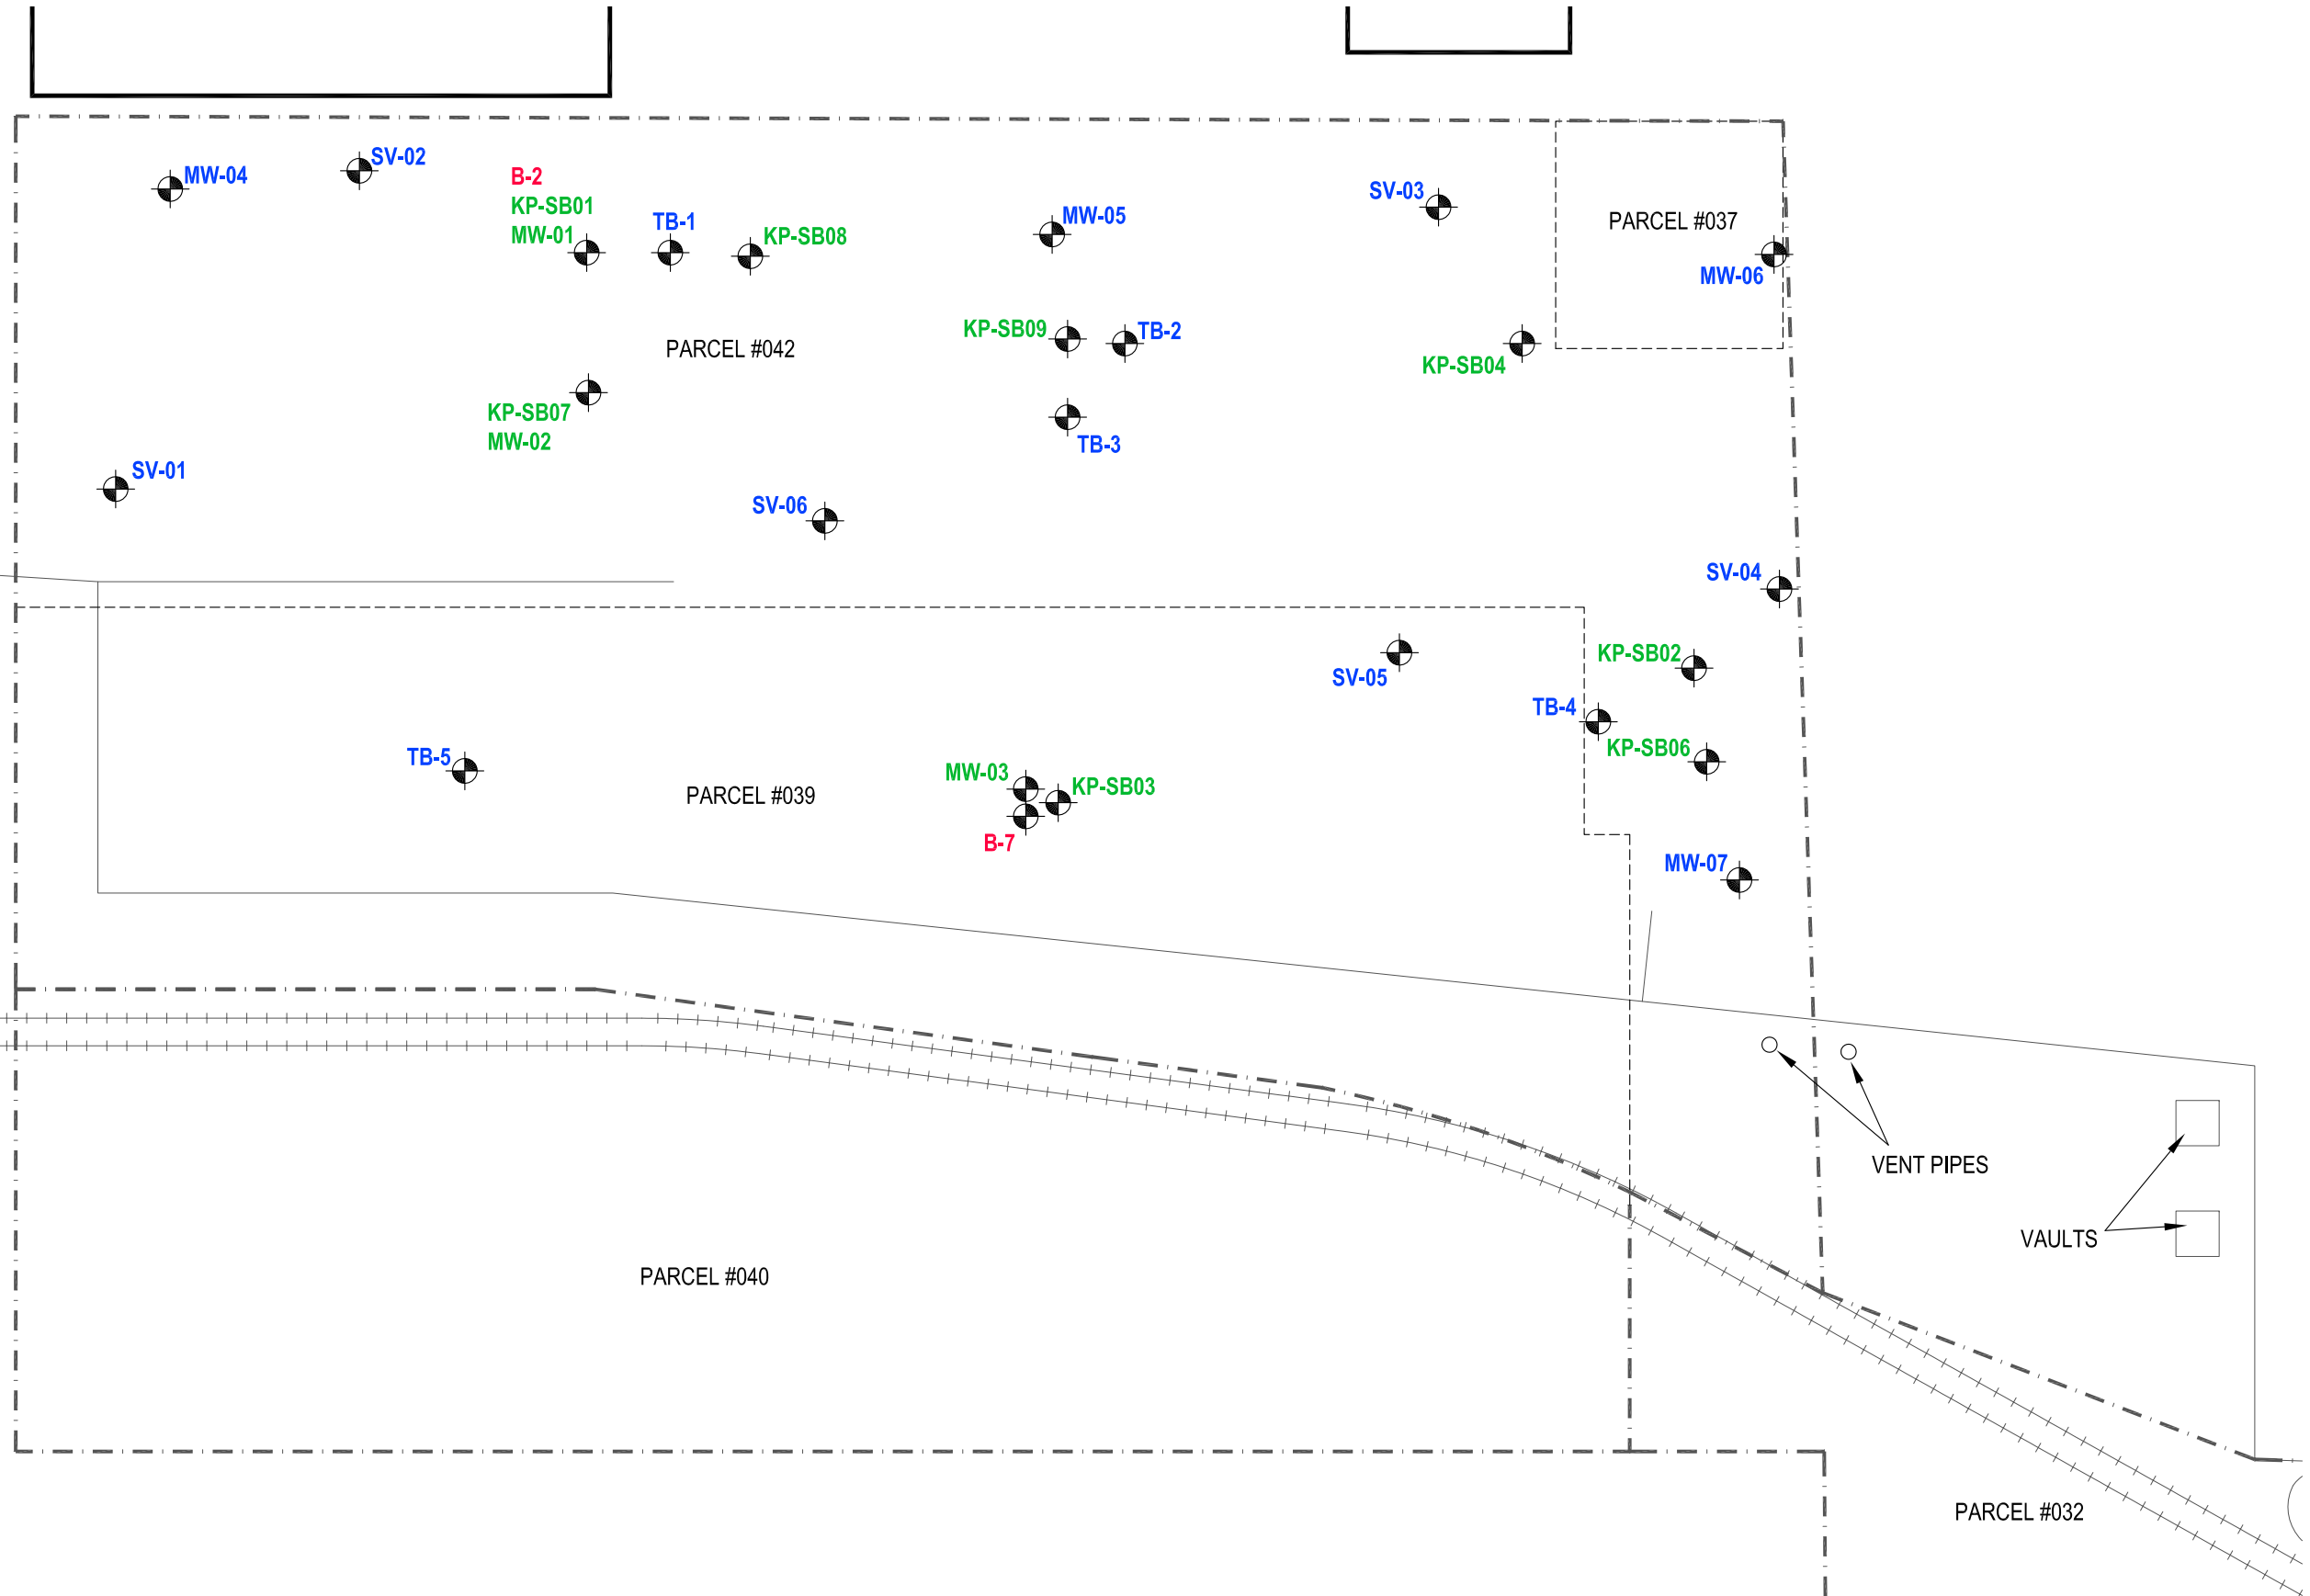 SV-02
MW-04
B-2
KP-SB01
MW-01
TB-1
KP-SB08
MW-05
SV-03
PARCEL #037
MW-06
KP-SB09
TB-2
PARCEL #042
KP-SB04
KP-SB07
MW-02
TB-3
SV-01
SV-06
SV-04
KP-SB02
SV-05
TB-4
KP-SB06
TB-5
MW-03
KP-SB03
PARCEL #039
B-7
MW-07
VENT PIPES
VAULTS
PARCEL #040
PARCEL #032